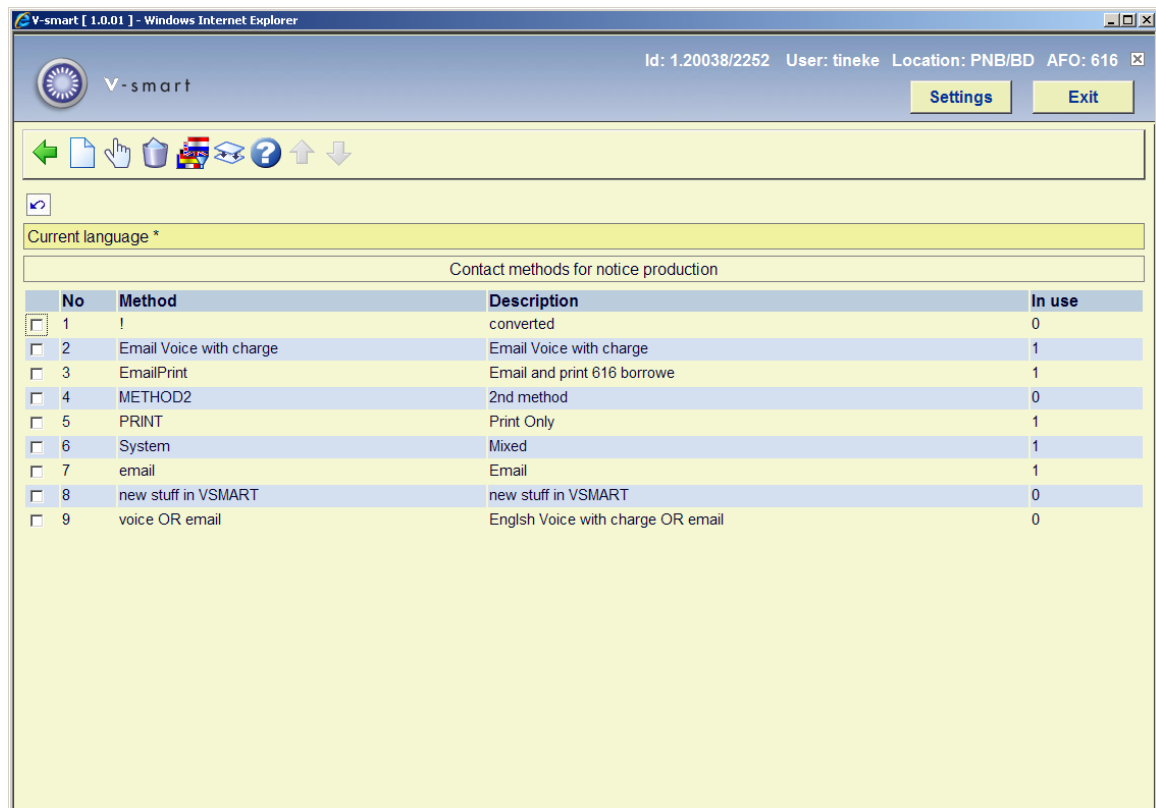 V-smart [ 1.0.01 ] - Windows Internet Explorer
Id: 1.20038/2252 User: tineke Location: PNB/BD AFO: 616
V-smart
Settings Exit
Current language *
Contact methods for notice production
No Method Description In use
1 ! converted 0
2 Email Voice with charge Email Voice with charge 1
3 EmailPrint Email and print 616 borrowe 1
4 METHOD2 2nd method 0
5 PRINT Print Only 1
6 System Mixed 1
7 email Email 1
8 new stuff in VSMART new stuff in VSMART 0
9 voice OR email Englsh Voice with charge OR email 0